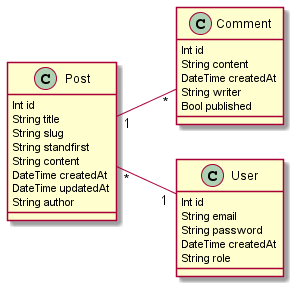 C Post
Int id
String title
String slug
String standfirst
String content
DateTime createdAt
DateTime updatedAt
String author
1
*
C Comment
Int id
String content
DateTime createdAt
String writer
Bool published
*
C User
Int id
String email
String password
DateTime createdAt
String role
1